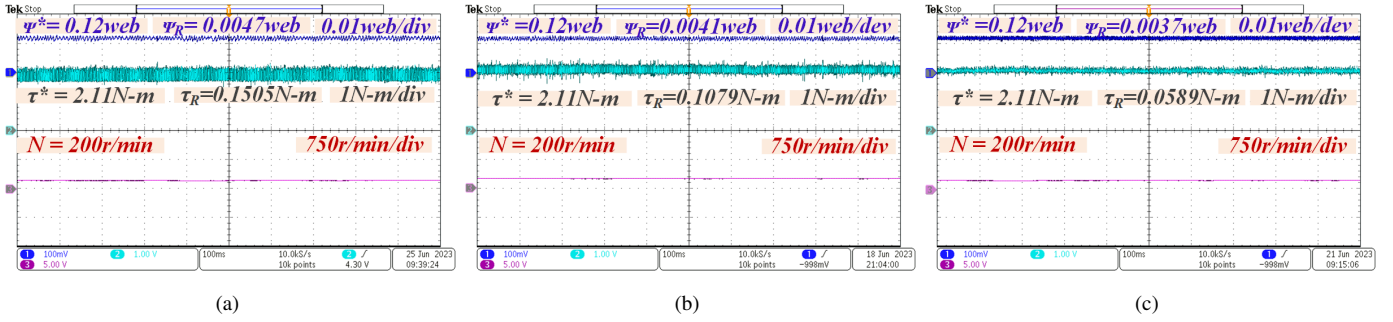 Tek Stop
Ψ* = 0.12web Ψ_R = 0.0047web 0.01web/div
τ* = 2.11N-m τ_R=0.1505N-m 1N-m/div
N = 200r/min 750r/min/div
1 100mV 2 1.00 V 100ms 10.0kS/s 2 25 Jun 2023
3 5.00 V 10k points 4.30 V 09:39:24
(a)
Tek Stop
Ψ*=0.12web Ψ_R=0.0041web 0.01web/dev
τ* = 2.11N-m τ_R=0.1079N-m 1N-m/div
N = 200r/min 750r/min/div
1 100mV 2 1.00 V 100ms 10.0kS/s 1 18 Jun 2023
3 5.00 V 10k points -998mV 21:04:00
(b)
Tek Stop
Ψ* =0.12web Ψ_R=0.0037web 0.01web/dev
τ* = 2.11N-m τ_R=0.0589N-m 1N-m/div
N = 200r/min 750r/min/div
1 100mV 2 1.00 V 100ms 10.0kS/s 1 21 Jun 2023
3 5.00 V 10k points -998mV 09:15:06
(c)